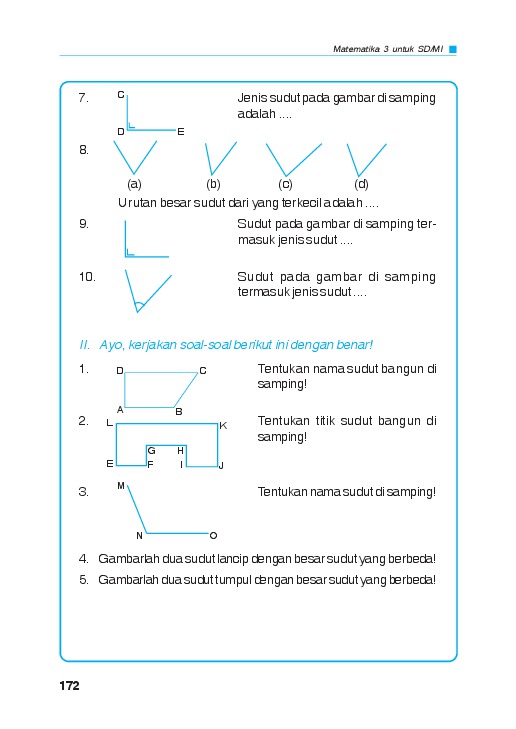 Matematika 3 untuk SD/MI
7.
C
D
E
Jenis sudut pada gambar di samping
adalah ....
8.
(a)
(b)
(c)
(d)
Urutan besar sudut dari yang terkecil adalah ....
9.
Sudut pada gambar di samping ter-
masuk jenis sudut ....
10.
Sudut pada gambar di samping
termasuk jenis sudut ....
II. Ayo, kerjakan soal-soal berikut ini dengan benar!
1.
D
C
A
B
Tentukan nama sudut bangun di
samping!
2.
L
K
G
H
E
F
I
J
Tentukan titik sudut bangun di
samping!
3.
M
N
O
Tentukan nama sudut di samping!
4. Gambarlah dua sudut lancip dengan besar sudut yang berbeda!
5. Gambarlah dua sudut tumpul dengan besar sudut yang berbeda!
172